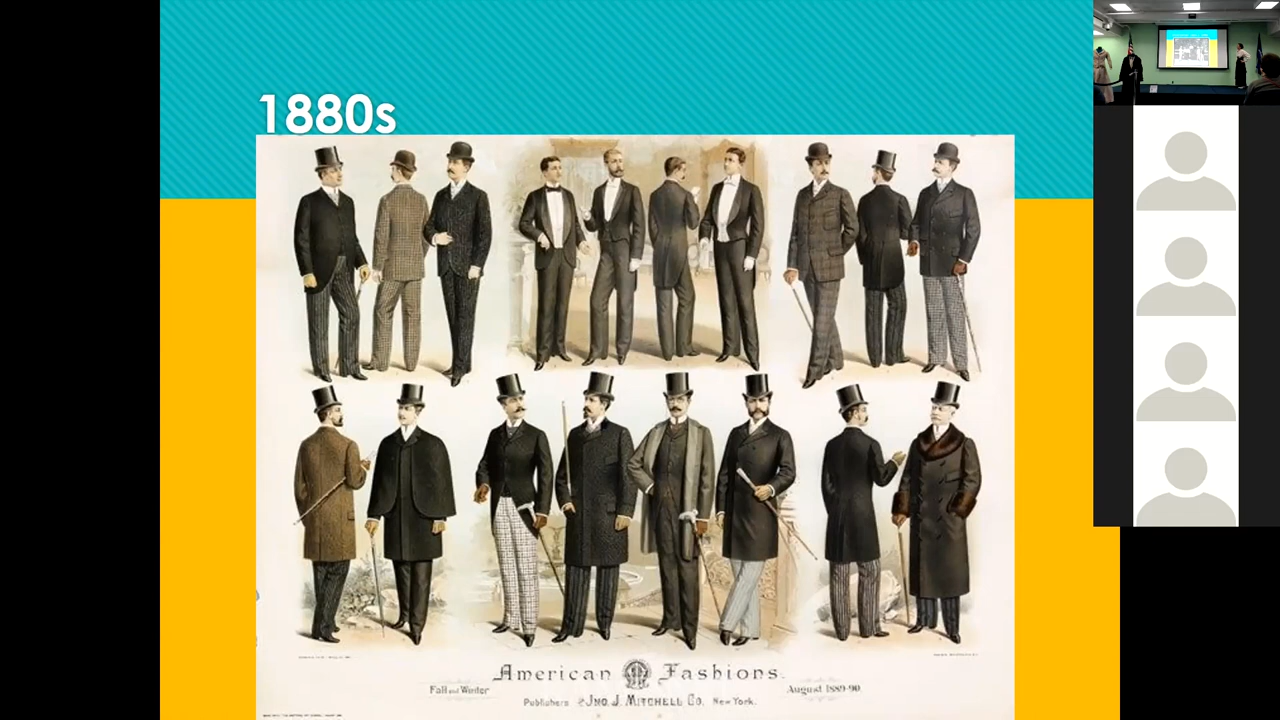 1880s
American Fashions.
Fall and Winter
August 1889-90
Publishers Jno. J. Mitchell Co. New York.